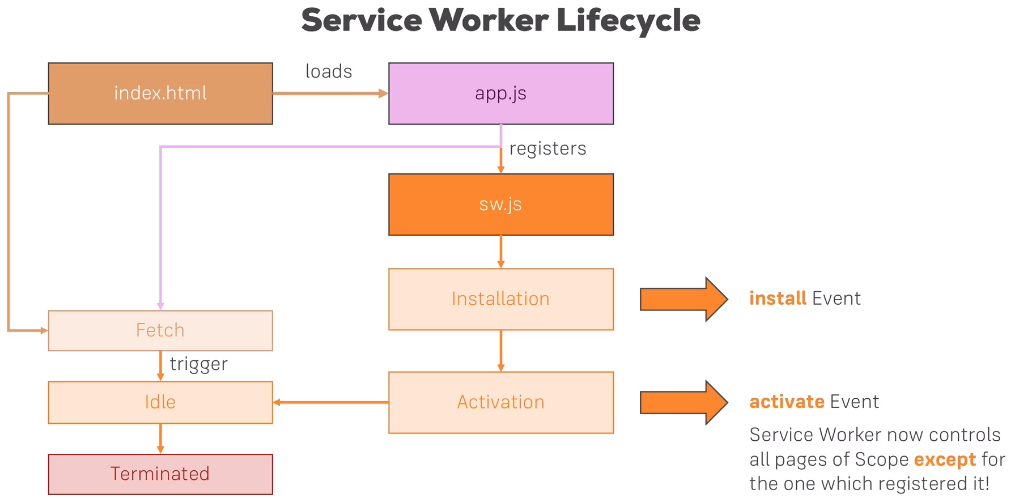 Service Worker Lifecycle
index.html
loads
app.js
registers
sw.js
Installation
install Event
Fetch
trigger
Idle
Activation
activate Event
Service Worker now controls
all pages of Scope except for
the one which registered it!
Terminated